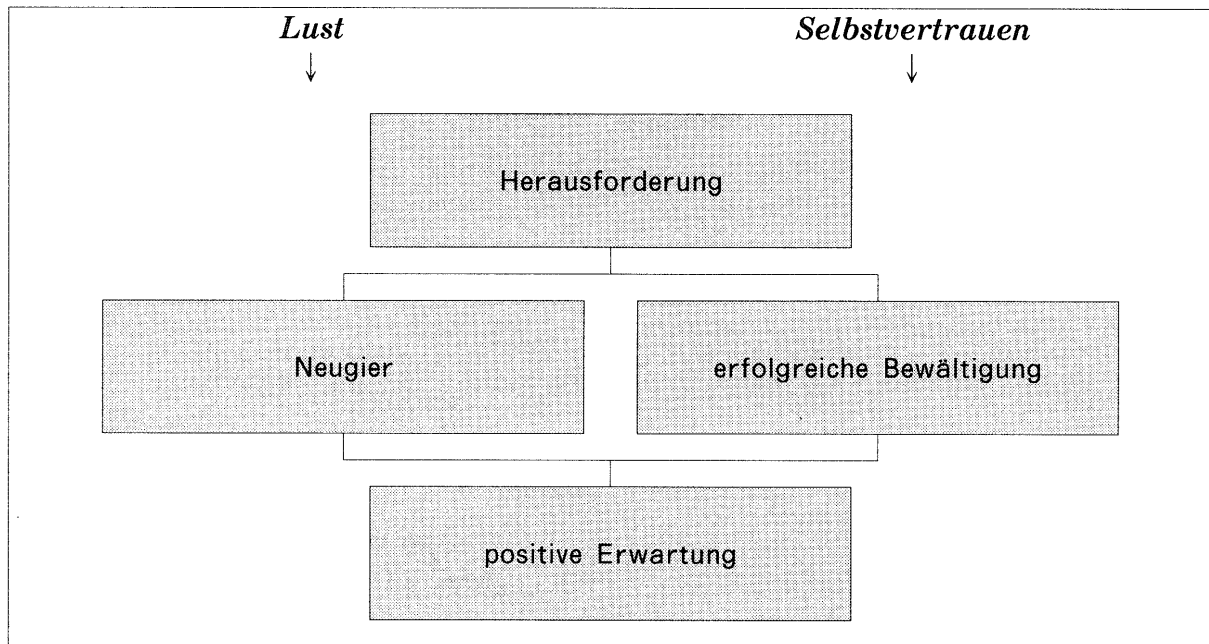 Lust
Selbstvertrauen
Herausforderung
Neugier
erfolgreiche Bewältigung
positive Erwartung